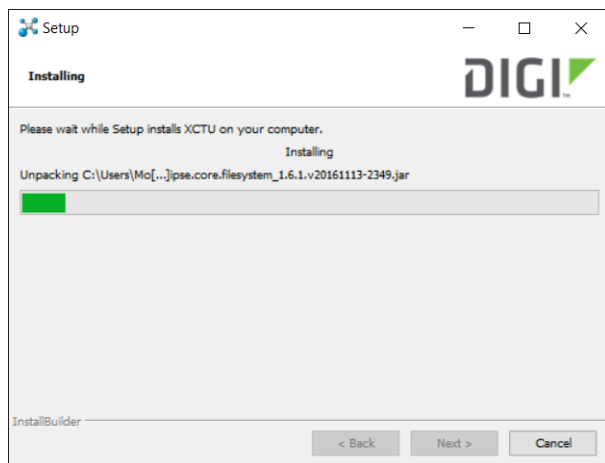 Setup
Installing
DIGI
Please wait while Setup installs XCTU on your computer.
Installing
Unpacking C:\Users\Mo[...]ipse.core.filesystem_1.6.1.v20161113-2349.jar
InstallBuilder
< Back Next > Cancel